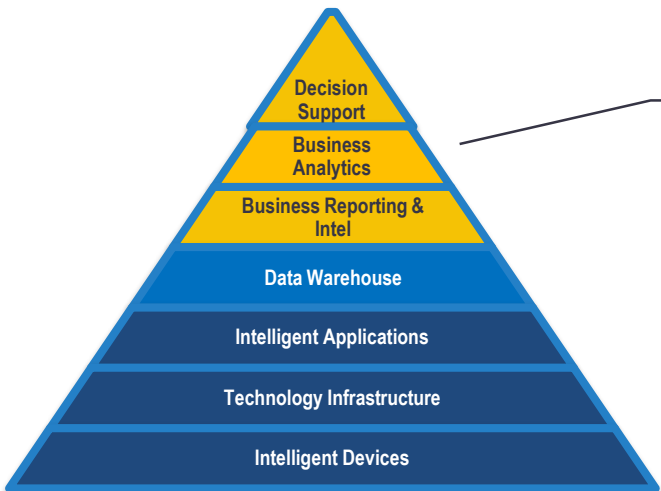 Decision
Support
Business
Analytics
Business Reporting &
Intel
Data Warehouse
Intelligent Applications
Technology Infrastructure
Intelligent Devices